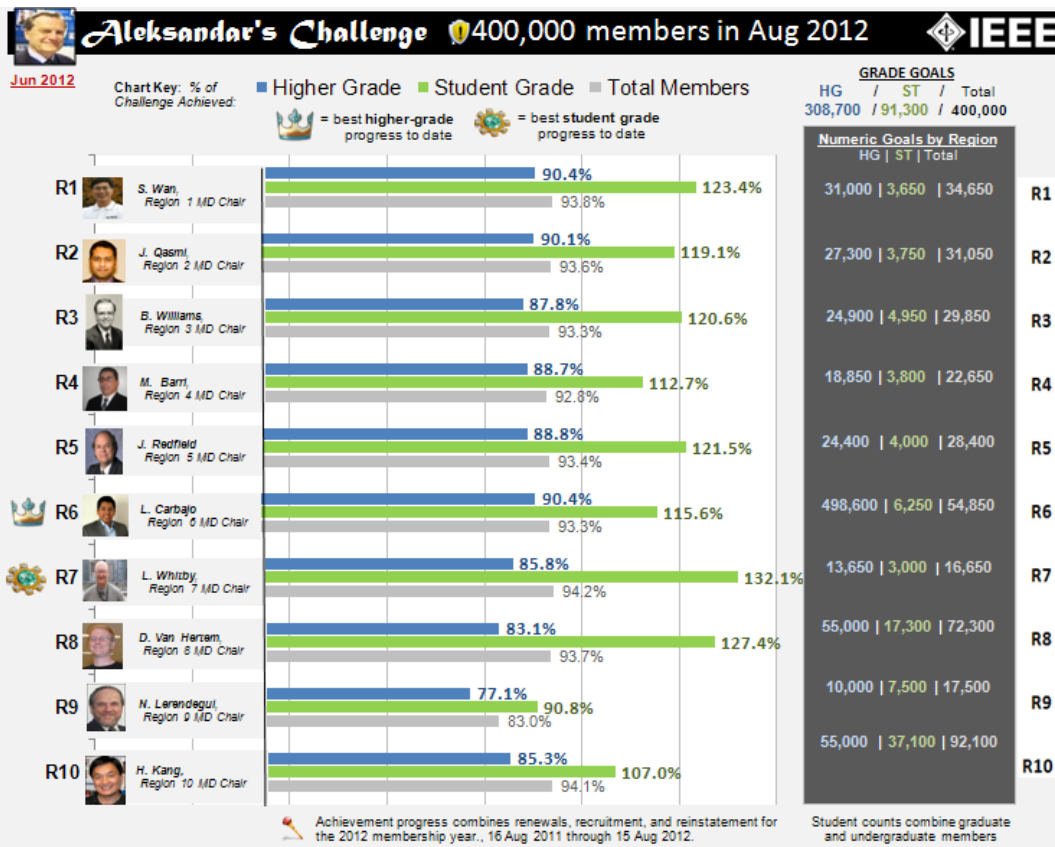 Aleksandar's Challenge 400,000 members in Aug 2012 IEEE
Jun 2012
Chart Key: % of
Challenge Achieved:
Higher Grade Student Grade Total Members
= best higher-grade
progress to date
= best student grade
progress to date
GRADE GOALS
HG / ST / Total
308,700 / 91,300 / 400,000
Numeric Goals by Region
HG | ST | Total
R1
S. Wan,
Region 1 MD Chair
90.4%
123.4%
93.8%
31,000 | 3,650 | 34,650
R1
R2
J. Qasmi,
Region 2 MD Chair
90.1%
119.1%
93.6%
27,300 | 3,750 | 31,050
R2
R3
B. Williams,
Region 3 MD Chair
87.8%
120.6%
93.3%
24,900 | 4,950 | 29,850
R3
R4
M. Barri,
Region 4 MD Chair
88.7%
112.7%
92.8%
18,850 | 3,800 | 22,650
R4
R5
J. Redfield
Region 5 MD Chair
88.8%
121.5%
93.4%
24,400 | 4,000 | 28,400
R5
R6
L. Carbajo
Region 6 MD Chair
90.4%
115.6%
93.3%
498,600 | 6,250 | 54,850
R6
R7
L. Whitby,
Region 7 MD Chair
85.8%
132.1%
94.2%
13,650 | 3,000 | 16,650
R7
R8
D. Van Hertem,
Region 8 MD Chair
83.1%
127.4%
93.7%
55,000 | 17,300 | 72,300
R8
R9
N. Lerendegui,
Region 9 MD Chair
77.1%
90.8%
83.0%
10,000 | 7,500 | 17,500
R9
R10
H. Kang,
Region 10 MD Chair
85.3%
107.0%
94.1%
55,000 | 37,100 | 92,100
R10
Achievement progress combines renewals, recruitment, and reinstatement for
the 2012 membership year., 16 Aug 2011 through 15 Aug 2012.
Student counts combine graduate
and undergraduate members